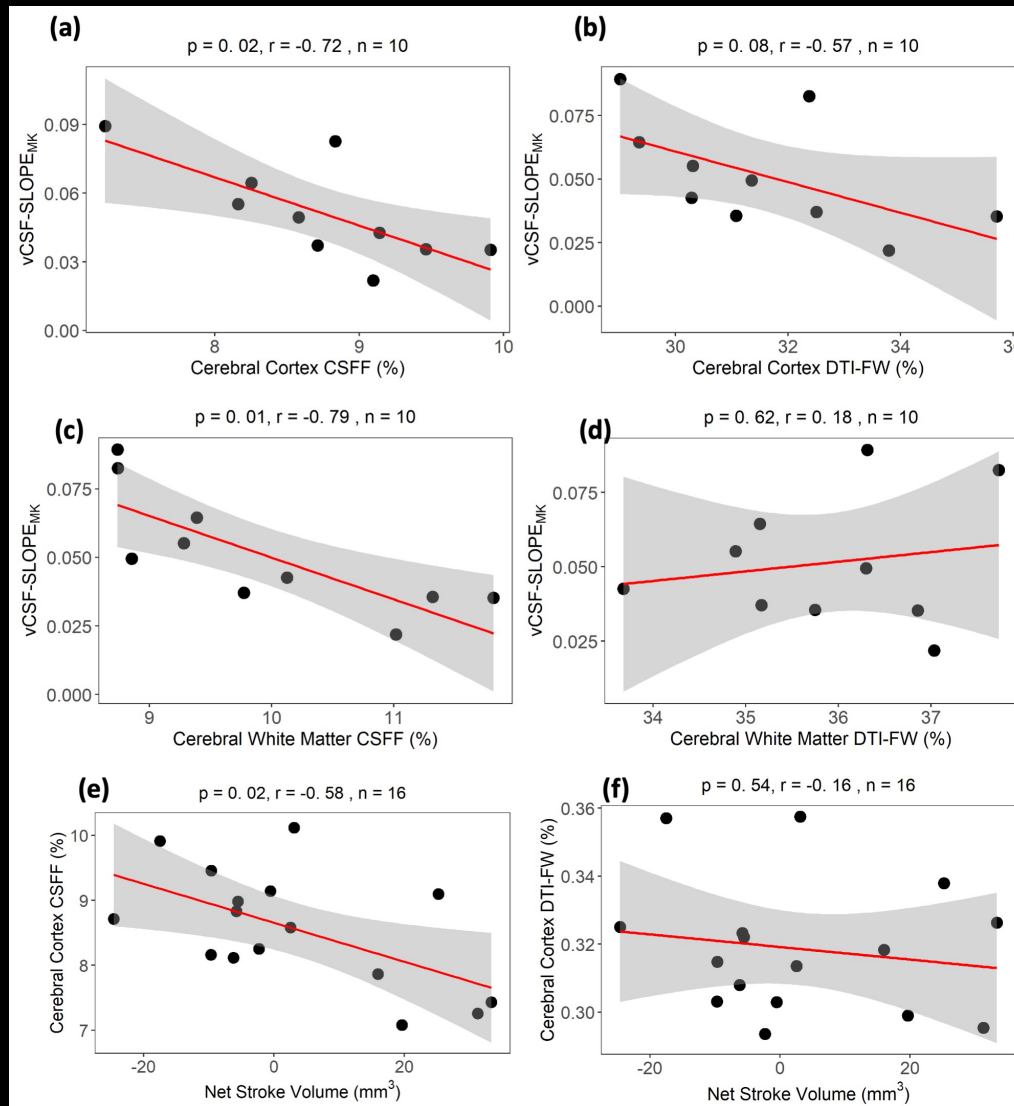 (a)
p = 0. 02, r = -0. 72 , n = 10
vCSF-SLOPEMK
0.09
0.06
0.03
0.00
8
9
10
Cerebral Cortex CSFF (%)
(b)
p = 0. 08, r = -0. 57 , n = 10
vCSF-SLOPEMK
0.075
0.050
0.025
0.000
30
32
34
Cerebral Cortex DTI-FW (%)
(c)
p = 0. 01, r = -0. 79 , n = 10
vCSF-SLOPEMK
0.075
0.050
0.025
0.000
9
10
11
Cerebral White Matter CSFF (%)
(d)
p = 0. 62, r = 0. 18 , n = 10
vCSF-SLOPEMK
0.075
0.050
0.025
34
35
36
37
Cerebral White Matter DTI-FW (%)
(e)
p = 0. 02, r = -0. 58 , n = 16
Cerebral Cortex CSFF (%)
10
9
8
7
-20
0
20
Net Stroke Volume (mm³)
(f)
p = 0. 54, r = -0. 16 , n = 16
Cerebral Cortex DTI-FW (%)
0.36
0.34
0.32
0.30
-20
0
20
Net Stroke Volume (mm³)